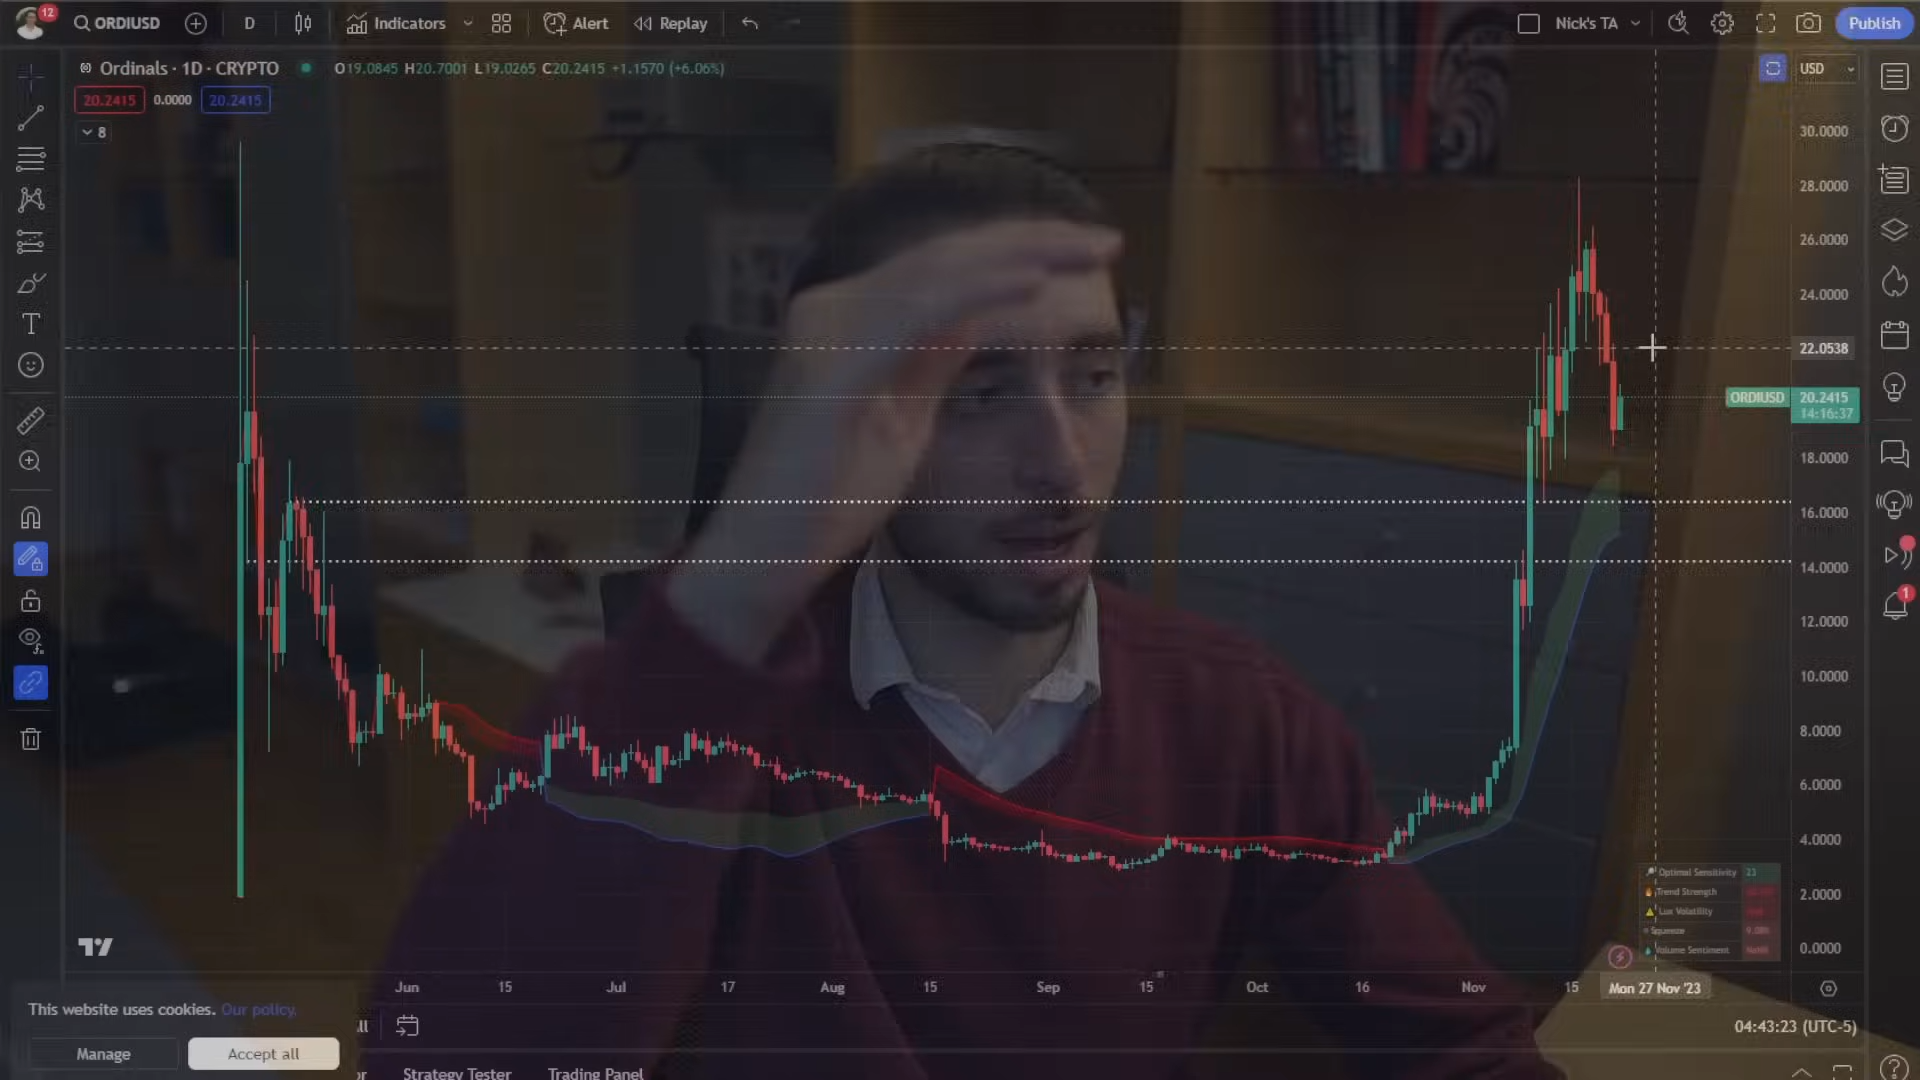 12
ORDIUSD
D
Indicators
Alert
Replay
Nick's TA
Publish
Ordinals · 1D · CRYPTO
O19.0845 H20.7001 L19.0265 C20.2415 +1.1570 (+6.06%)
USD
20.2415
0.0000
20.2415
8
30.0000
28.0000
26.0000
24.0000
22.0538
ORDIUSD
20.2415
14:16:37
18.0000
16.0000
14.0000
1
12.0000
10.0000
8.0000
6.0000
4.0000
2.0000
0.0000
Optimal Sensitivity 23
Trend Strength
Lux Volatility
Squeeze
Volume Sentiment
Jun
15
Jul
17
Aug
15
Sep
15
Oct
16
Nov
15
Mon 27 Nov '23
This website uses cookies. Our policy.
Manage
Accept all
04:43:23 (UTC-5)
Strategy Tester
Trading Panel